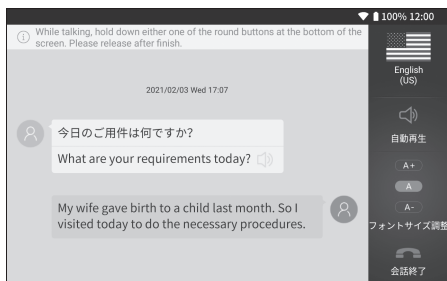 100% 12:00
While talking, hold down either one of the round buttons at the bottom of the
screen. Please release after finish.
2021/02/03 Wed 17:07
今日のご用件は何ですか?
What are your requirements today?
My wife gave birth to a child last month. So I
visited today to do the necessary procedures.
English
(US)
自動再生
A+
A
A-
フォントサイズ調整
会話終了